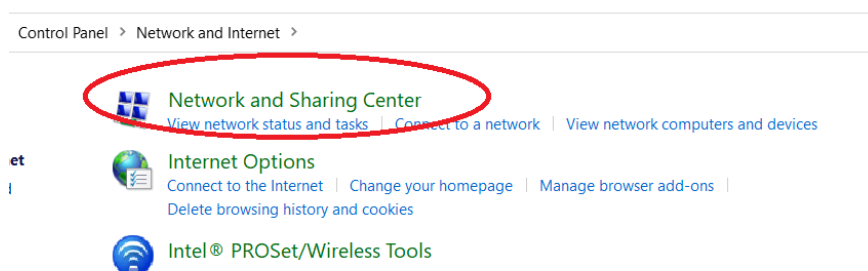 Control Panel > Network and Internet >
Network and Sharing Center
View network status and tasks | Connect to a network | View network computers and devices
et
Internet Options
Connect to the Internet | Change your homepage | Manage browser add-ons |
Delete browsing history and cookies
Intel® PROSet/Wireless Tools